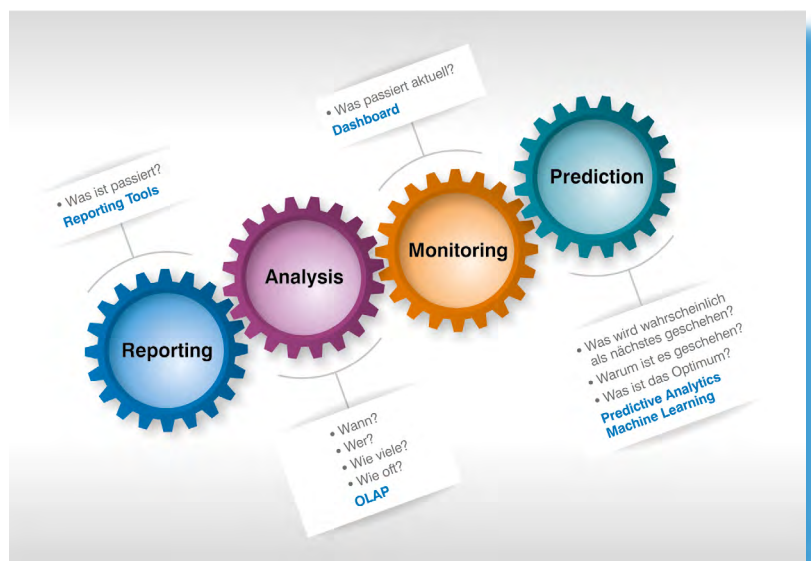 • Was ist passiert?
Reporting Tools
Reporting
Analysis
• Wann?
• Wer?
• Wie viele?
• Wie oft?
OLAP
• Was passiert aktuell?
Dashboard
Monitoring
Prediction
• Was wird wahrscheinlich
als nächstes geschehen?
• Warum ist es geschehen?
• Was ist das Optimum?
Predictive Analytics
Machine Learning